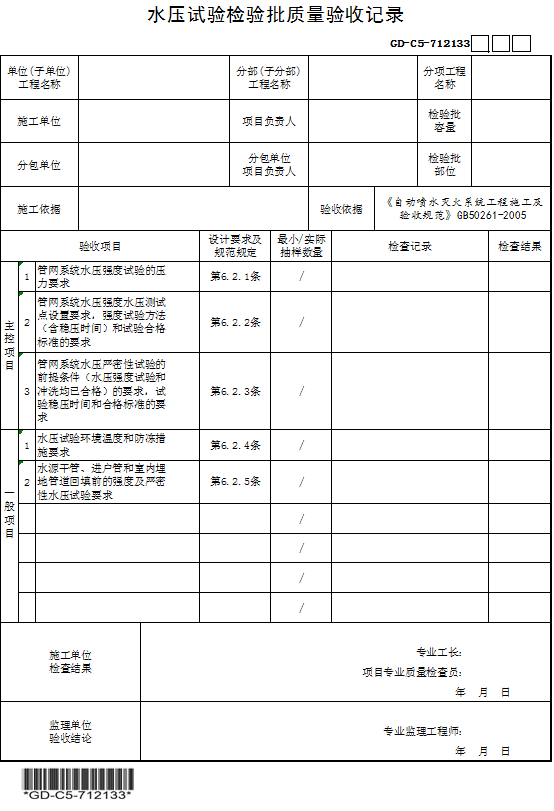 水压试验检验批质量验收记录
GD-C5-712133
单位(子单位)
工程名称
分部(子分部)
工程名称
分项工程
名称
施工单位
项目负责人
检验批
容量
分包单位
分包单位
项目负责人
检验批
部位
施工依据
验收依据
《自动喷水灭火系统工程施工及
验收规范》GB50261-2005
验收项目
设计要求及
规范规定
最小/实际
抽样数量
检查记录
检查结果
主控项目
1
管网系统水压强度试验的压
力要求
第6.2.1条
/
2
管网系统水压强度水压测试
点设置要求，强度试验方法
（含稳压时间）和试验合格
标准的要求
第6.2.2条
/
3
管网系统水压严密性试验的
前提条件（水压强度试验和
冲洗均已合格）的要求，试
验稳压时间和合格标准的要
求
第6.2.3条
/
一般项目
1
水压试验环境温度和防冻措
施要求
第6.2.4条
/
2
水源干管、进户管和室内埋
地管道回填前的强度及严密
性水压试验要求
第6.2.5条
/
/
/
/
/
施工单位
检查结果
专业工长：
项目专业质量检查员：
年 月 日
监理单位
验收结论
专业监理工程师：
年 月 日
*GD-C5-712133*